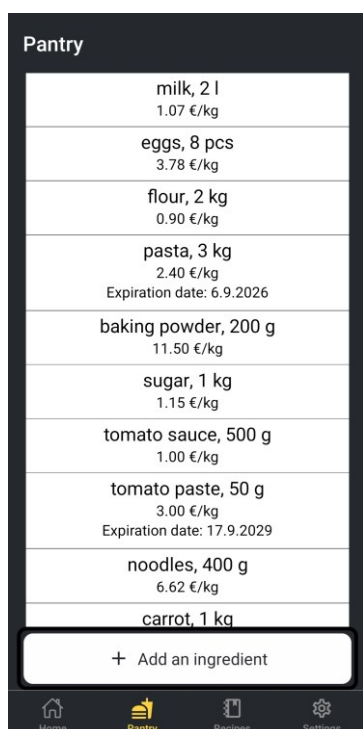 Pantry
milk, 2 l
1.07 €/kg
eggs, 8 pcs
3.78 €/kg
flour, 2 kg
0.90 €/kg
pasta, 3 kg
2.40 €/kg
Expiration date: 6.9.2026
baking powder, 200 g
11.50 €/kg
sugar, 1 kg
1.15 €/kg
tomato sauce, 500 g
1.00 €/kg
tomato paste, 50 g
3.00 €/kg
Expiration date: 17.9.2029
noodles, 400 g
6.62 €/kg
carrot, 1 kg
+ Add an ingredient
Home Pantry Recipes Settings